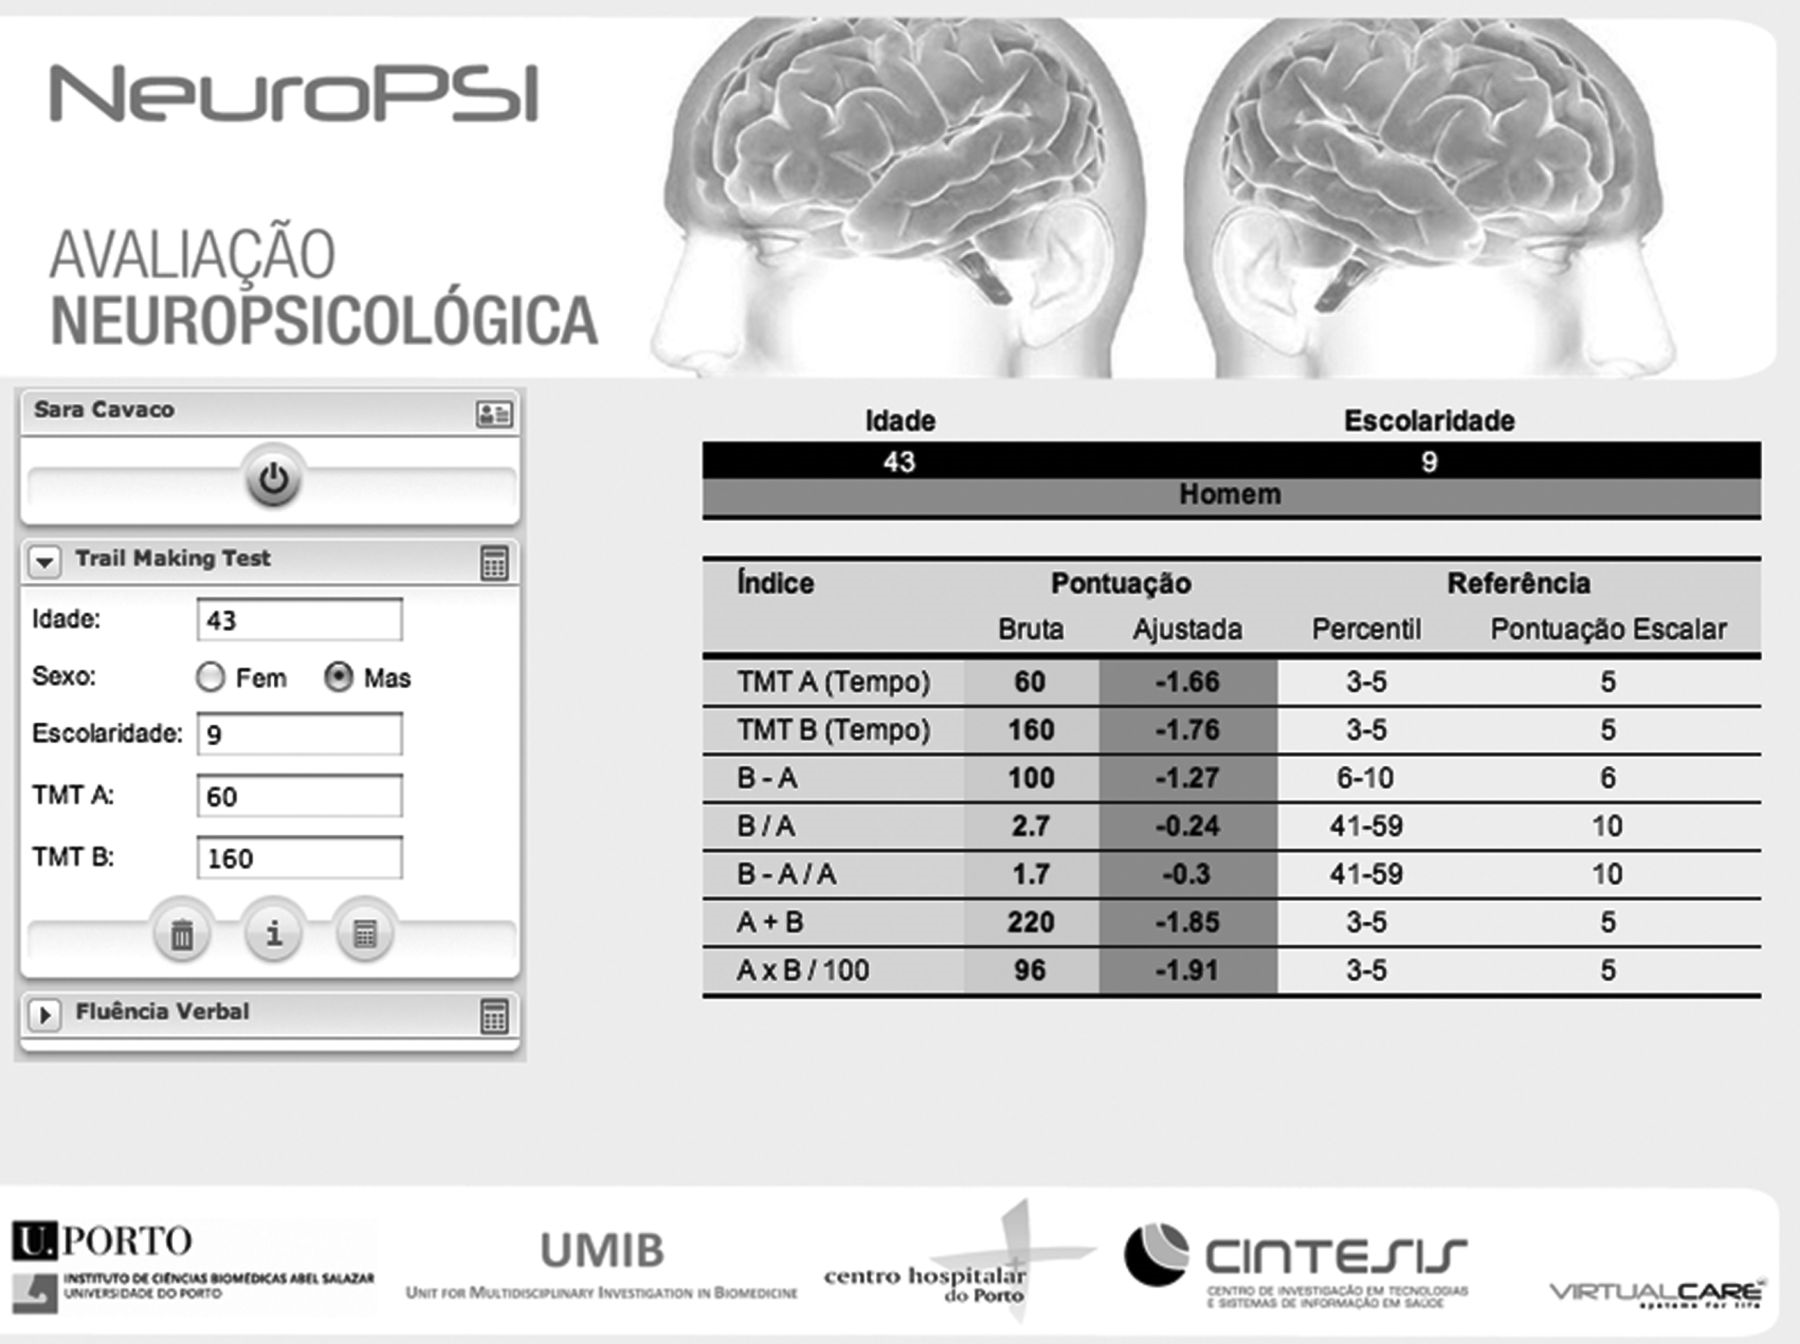 NeuroPSI
AVALIAÇÃO
NEUROPSICOLÓGICA
Sara Cavaco
Trail Making Test
Idade: 43
Sexo: Fem Mas
Escolaridade: 9
TMT A: 60
TMT B: 160
i
Fluência Verbal
Idade Escolaridade
43 9
Homem
Índice Pontuação Referência
Bruta Ajustada Percentil Pontuação Escalar
TMT A (Tempo) 60 -1.66 3-5 5
TMT B (Tempo) 160 -1.76 3-5 5
B - A 100 -1.27 6-10 6
B / A 2.7 -0.24 41-59 10
B - A / A 1.7 -0.3 41-59 10
A + B 220 -1.85 3-5 5
A x B / 100 96 -1.91 3-5 5
U. PORTO
INSTITUTO DE CIÊNCIAS BIOMÉDICAS ABEL SALAZAR
UNIVERSIDADE DO PORTO
UMIB
UNIT FOR MULTIDISCIPLINARY INVESTIGATION IN BIOMEDICINE
centro hospitalar
do Porto
CINTESIS
CENTRO DE INVESTIGAÇÃO EM TECNOLOGIAS
E SISTEMAS DE INFORMAÇÃO EM SAÚDE
VIRTUALCARE
systems for life